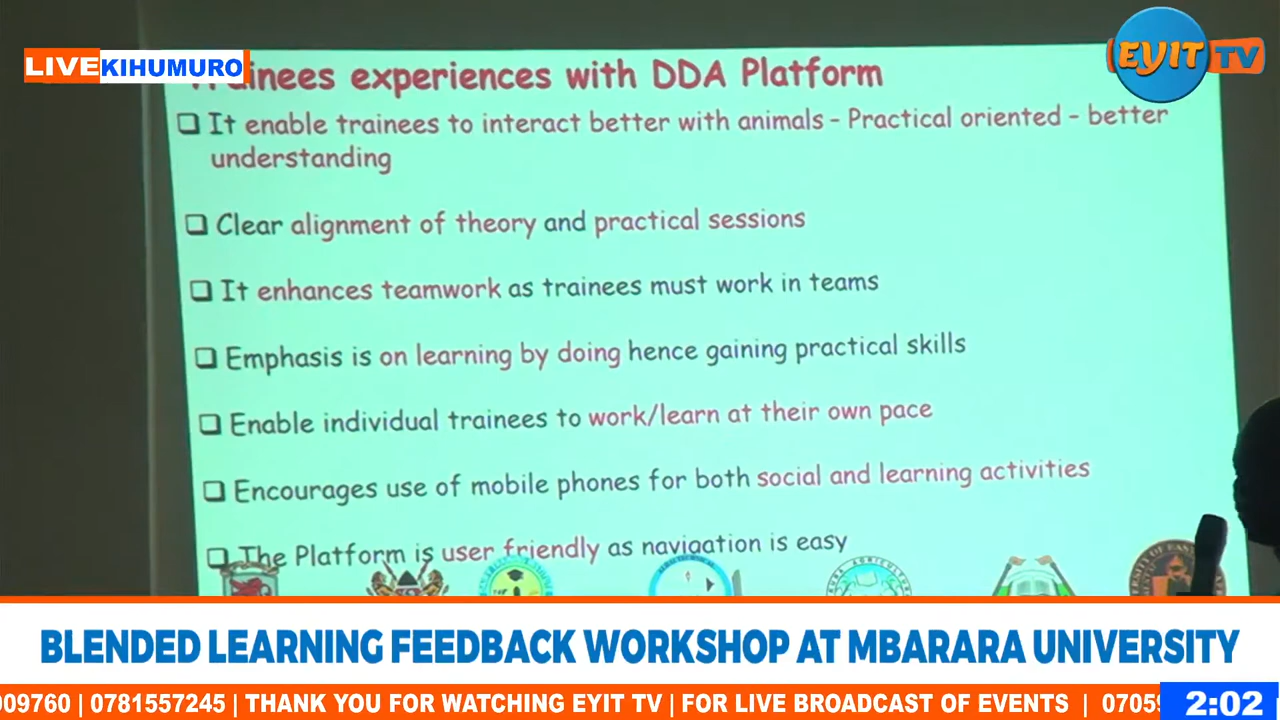 LIVE KIHUMURO
EYIT TV
Trainees experiences with DDA Platform
It enable trainees to interact better with animals - Practical oriented - better
understanding
Clear alignment of theory and practical sessions
It enhances teamwork as trainees must work in teams
Emphasis is on learning by doing hence gaining practical skills
Enable individual trainees to work/learn at their own pace
Encourages use of mobile phones for both social and learning activities
The Platform is user friendly as navigation is easy
BLENDED LEARNING FEEDBACK WORKSHOP AT MBARARA UNIVERSITY
009760 | 0781557245 | THANK YOU FOR WATCHING EYIT TV | FOR LIVE BROADCAST OF EVENTS | 0705
2:02